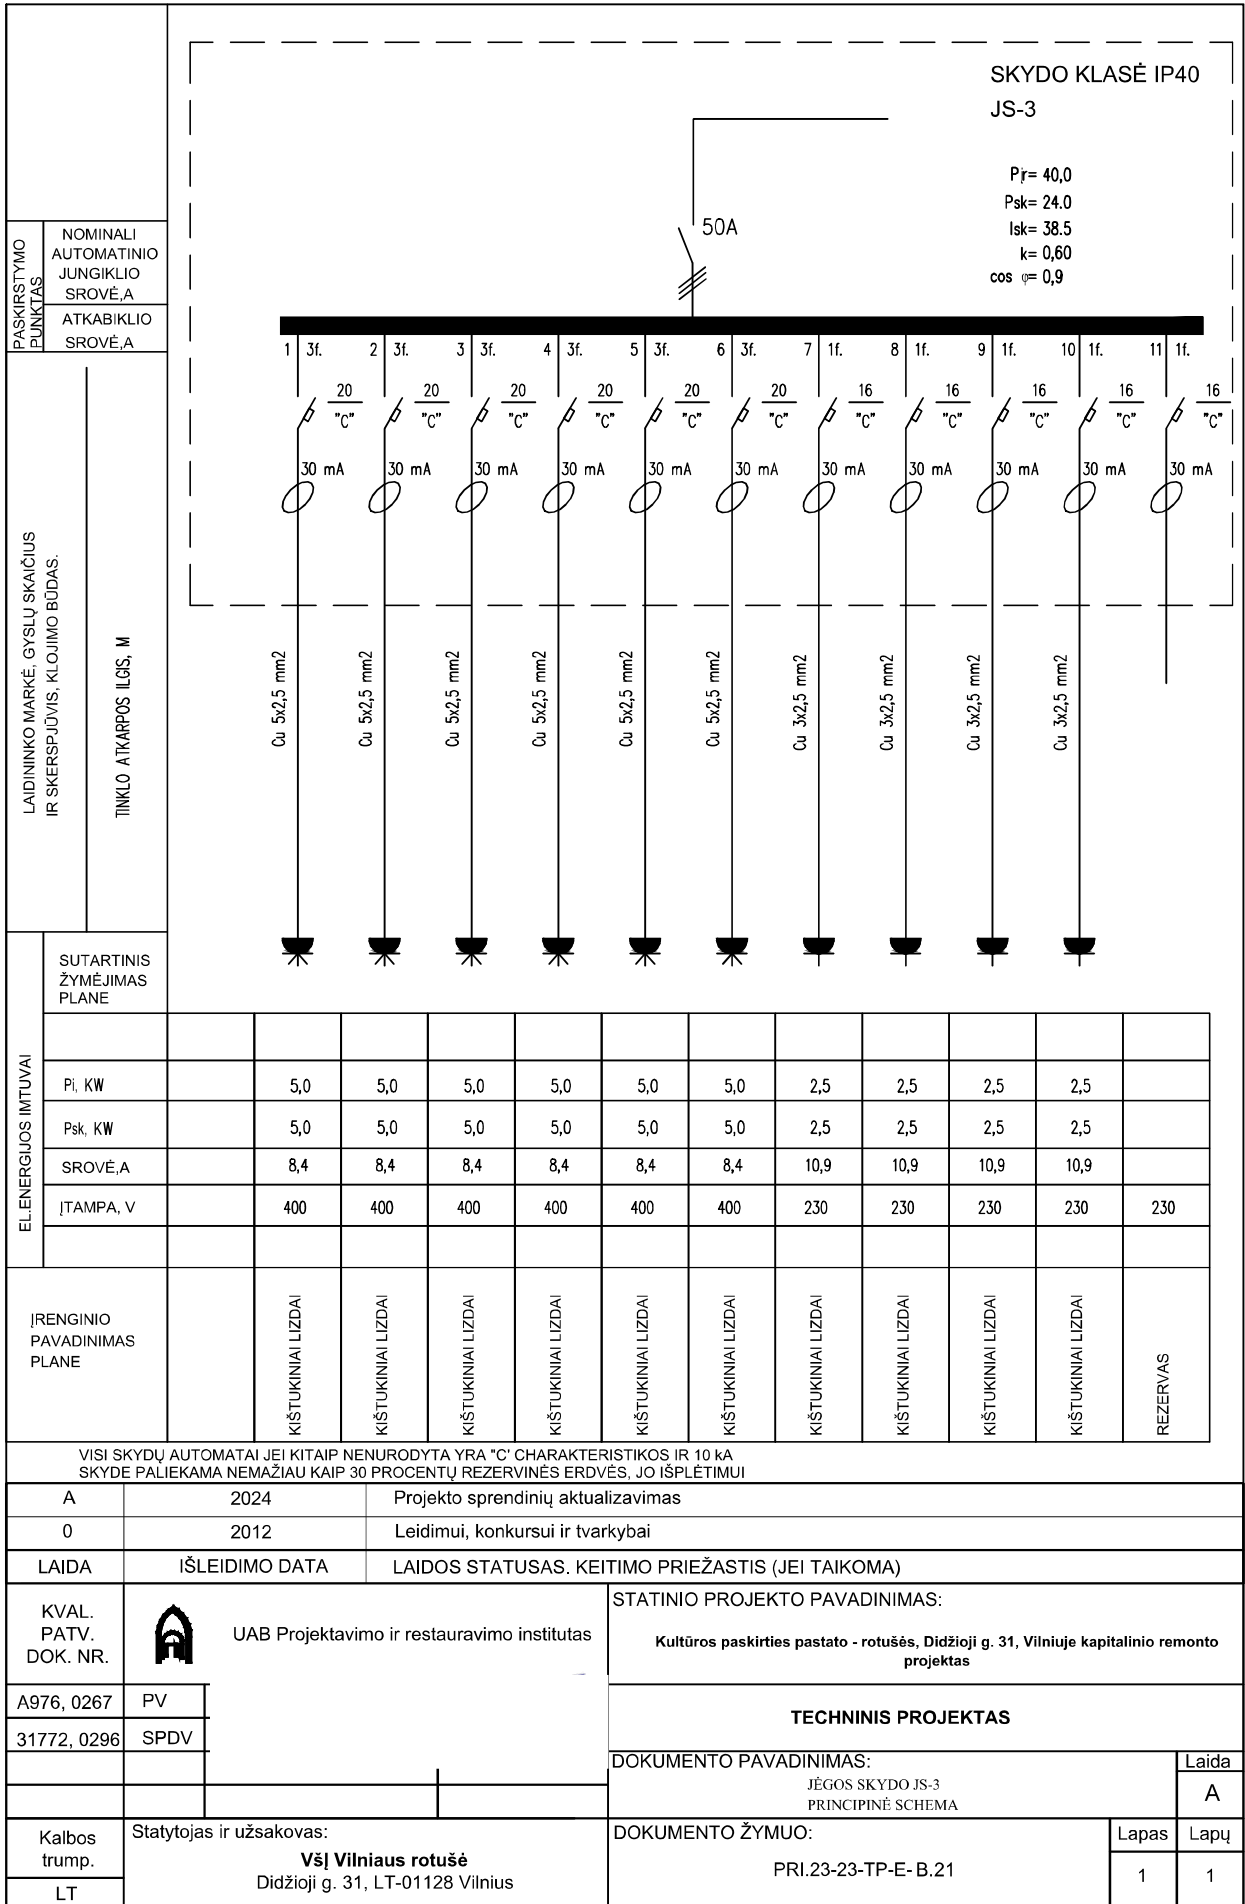 SKYDO KLASĖ IP40
JS-3
Pįr= 40,0
Psk= 24.0
Isk= 38.5
k= 0,60
cos φ= 0,9
50A
PASKIRSTYMO
PUNKTAS
NOMINALI
AUTOMATINIO
JUNGIKLIO
SROVĖ,A
ATKABIKLIO
SROVĖ,A
1 3f. 2 3f. 3 3f. 4 3f. 5 3f. 6 3f. 7 1f. 8 1f. 9 1f. 10 1f. 11 1f.
20 20 20 20 20 20 16 16 16 16 16
"C" "C" "C" "C" "C" "C" "C" "C" "C" "C" "C"
30 mA 30 mA 30 mA 30 mA 30 mA 30 mA 30 mA 30 mA 30 mA 30 mA 30 mA
LAIDININKO MARKĖ, GYSLŲ SKAIČIUS
IR SKERSPJŪVIS, KLOJIMO BŪDAS.
TINKLO ATKARPOS ILGIS, M
Cu 5x2,5 mm2
Cu 5x2,5 mm2
Cu 5x2,5 mm2
Cu 5x2,5 mm2
Cu 5x2,5 mm2
Cu 5x2,5 mm2
Cu 3x2,5 mm2
Cu 3x2,5 mm2
Cu 3x2,5 mm2
Cu 3x2,5 mm2
EL.ENERGIJOS IMTUVAI
SUTARTINIS
ŽYMĖJIMAS
PLANE
Pi, KW 5,0 5,0 5,0 5,0 5,0 5,0 2,5 2,5 2,5 2,5
Psk, KW 5,0 5,0 5,0 5,0 5,0 5,0 2,5 2,5 2,5 2,5
SROVĖ,A 8,4 8,4 8,4 8,4 8,4 8,4 10,9 10,9 10,9 10,9
ĮTAMPA, V 400 400 400 400 400 400 230 230 230 230 230
ĮRENGINIO
PAVADINIMAS
PLANE
KIŠTUKINIAI LIZDAI
KIŠTUKINIAI LIZDAI
KIŠTUKINIAI LIZDAI
KIŠTUKINIAI LIZDAI
KIŠTUKINIAI LIZDAI
KIŠTUKINIAI LIZDAI
KIŠTUKINIAI LIZDAI
KIŠTUKINIAI LIZDAI
KIŠTUKINIAI LIZDAI
KIŠTUKINIAI LIZDAI
REZERVAS
VISI SKYDŲ AUTOMATAI JEI KITAIP NENURODYTA YRA "C' CHARAKTERISTIKOS IR 10 kA
SKYDE PALIEKAMA NEMAŽIAU KAIP 30 PROCENTŲ REZERVINĖS ERDVĖS, JO IŠPLĖTIMUI
A 2024 Projekto sprendinių aktualizavimas
0 2012 Leidimui, konkursui ir tvarkybai
LAIDA IŠLEIDIMO DATA LAIDOS STATUSAS. KEITIMO PRIEŽASTIS (JEI TAIKOMA)
KVAL.
PATV.
DOK. NR.
UAB Projektavimo ir restauravimo institutas
STATINIO PROJEKTO PAVADINIMAS:
Kultūros paskirties pastato - rotušės, Didžioji g. 31, Vilniuje kapitalinio remonto
projektas
A976, 0267 PV
31772, 0296 SPDV
TECHNINIS PROJEKTAS
DOKUMENTO PAVADINIMAS:
JĖGOS SKYDO JS-3
PRINCIPINĖ SCHEMA
Laida
A
Kalbos
trump.
LT
Statytojas ir užsakovas:
VšĮ Vilniaus rotušė
Didžioji g. 31, LT-01128 Vilnius
DOKUMENTO ŽYMUO:
PRI.23-23-TP-E- B.21
Lapas Lapų
1 1